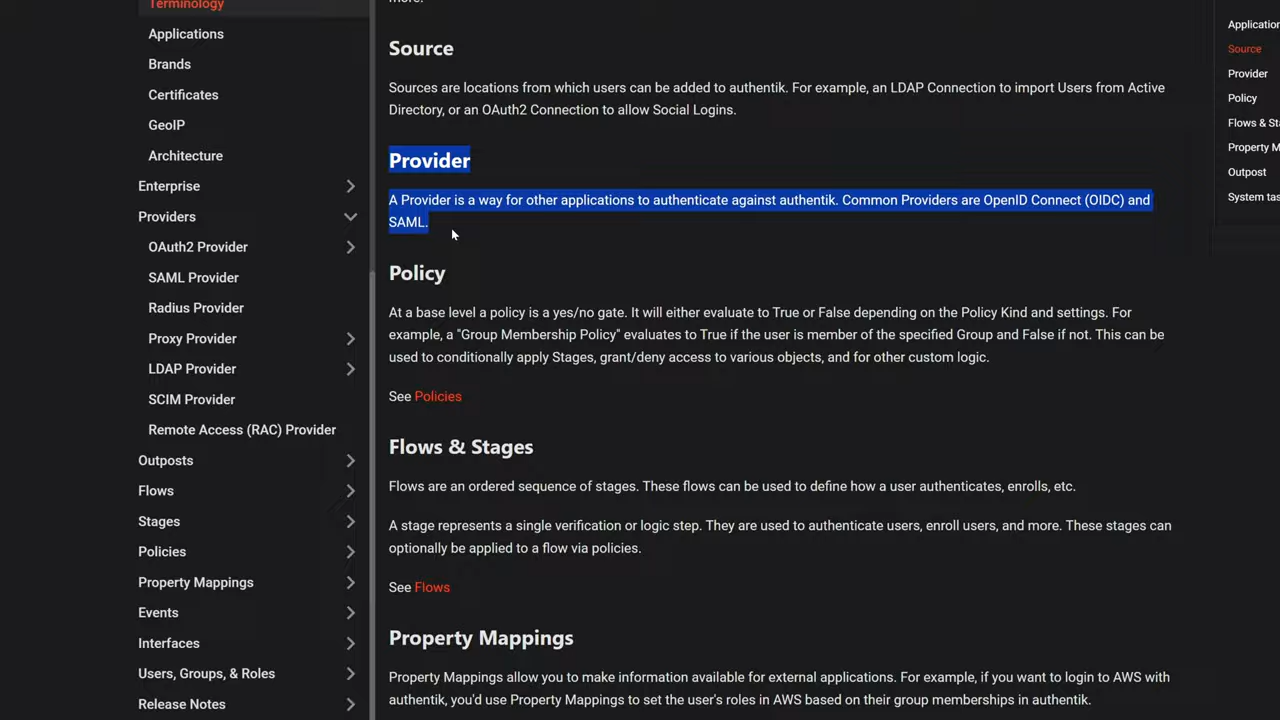 Terminology
Applications
Brands
Certificates
GeoIP
Architecture
Enterprise
Providers
OAuth2 Provider
SAML Provider
Radius Provider
Proxy Provider
LDAP Provider
SCIM Provider
Remote Access (RAC) Provider
Outposts
Flows
Stages
Policies
Property Mappings
Events
Interfaces
Users, Groups, & Roles
Release Notes
more.
Source
Sources are locations from which users can be added to authentik. For example, an LDAP Connection to import Users from Active
Directory, or an OAuth2 Connection to allow Social Logins.
Provider
A Provider is a way for other applications to authenticate against authentik. Common Providers are OpenID Connect (OIDC) and
SAML.
Policy
At a base level a policy is a yes/no gate. It will either evaluate to True or False depending on the Policy Kind and settings. For
example, a "Group Membership Policy" evaluates to True if the user is member of the specified Group and False if not. This can be
used to conditionally apply Stages, grant/deny access to various objects, and for other custom logic.
See Policies
Flows & Stages
Flows are an ordered sequence of stages. These flows can be used to define how a user authenticates, enrolls, etc.
A stage represents a single verification or logic step. They are used to authenticate users, enroll users, and more. These stages can
optionally be applied to a flow via policies.
See Flows
Property Mappings
Property Mappings allow you to make information available for external applications. For example, if you want to login to AWS with
authentik, you'd use Property Mappings to set the user's roles in AWS based on their group memberships in authentik.
Application
Source
Provider
Policy
Flows & Sta
Property M
Outpost
System tas